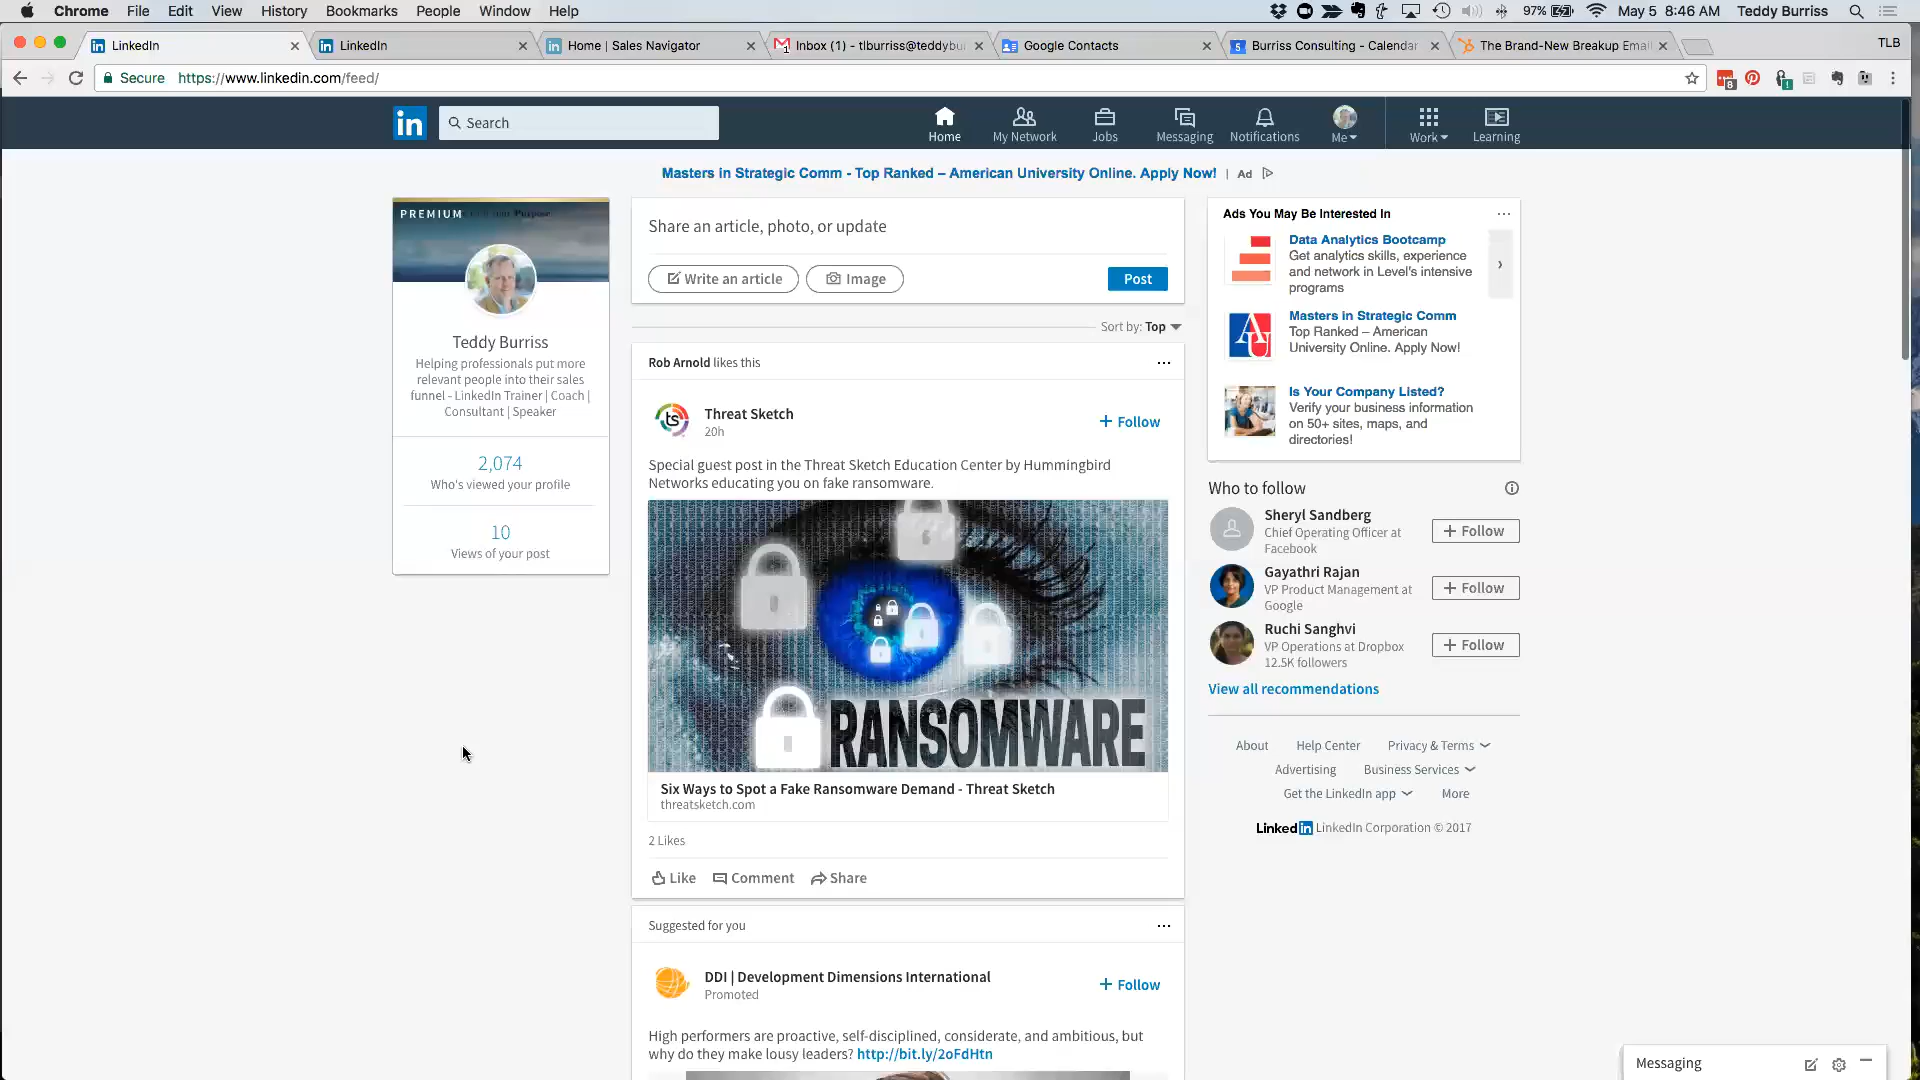 Chrome File Edit View History Bookmarks People Window Help
97% May 5 8:46 AM Teddy Burriss
LinkedIn
LinkedIn
Home | Sales Navigator
Inbox (1) - tlburriss@teddybu
Google Contacts
Burriss Consulting - Calendar
The Brand-New Breakup Emai
TLB
Secure https://www.linkedin.com/feed/
in
Search
Home
My Network
Jobs
Messaging
Notifications
Me
Work
Learning
Masters in Strategic Comm - Top Ranked – American University Online. Apply Now! | Ad
PREMIUM
Teddy Burriss
Helping professionals put more
relevant people into their sales
funnel - LinkedIn Trainer | Coach |
Consultant | Speaker
2,074
Who's viewed your profile
10
Views of your post
Share an article, photo, or update
Write an article
Image
Post
Sort by: Top
Rob Arnold likes this
ts
Threat Sketch
20h
+ Follow
Special guest post in the Threat Sketch Education Center by Hummingbird
Networks educating you on fake ransomware.
RANSOMWARE
Six Ways to Spot a Fake Ransomware Demand - Threat Sketch
threatsketch.com
2 Likes
Like Comment Share
Suggested for you
DDI | Development Dimensions International
Promoted
+ Follow
High performers are proactive, self-disciplined, considerate, and ambitious, but
why do they make lousy leaders? http://bit.ly/2oFdHtn
Ads You May Be Interested In
Data Analytics Bootcamp
Get analytics skills, experience
and network in Level's intensive
programs
AU
Masters in Strategic Comm
Top Ranked – American
University Online. Apply Now!
Is Your Company Listed?
Verify your business information
on 50+ sites, maps, and
directories!
Who to follow
Sheryl Sandberg
Chief Operating Officer at
Facebook
+ Follow
Gayathri Rajan
VP Product Management at
Google
+ Follow
Ruchi Sanghvi
VP Operations at Dropbox
12.5K followers
+ Follow
View all recommendations
About Help Center Privacy & Terms
Advertising Business Services
Get the LinkedIn app More
LinkedIn LinkedIn Corporation © 2017
Messaging